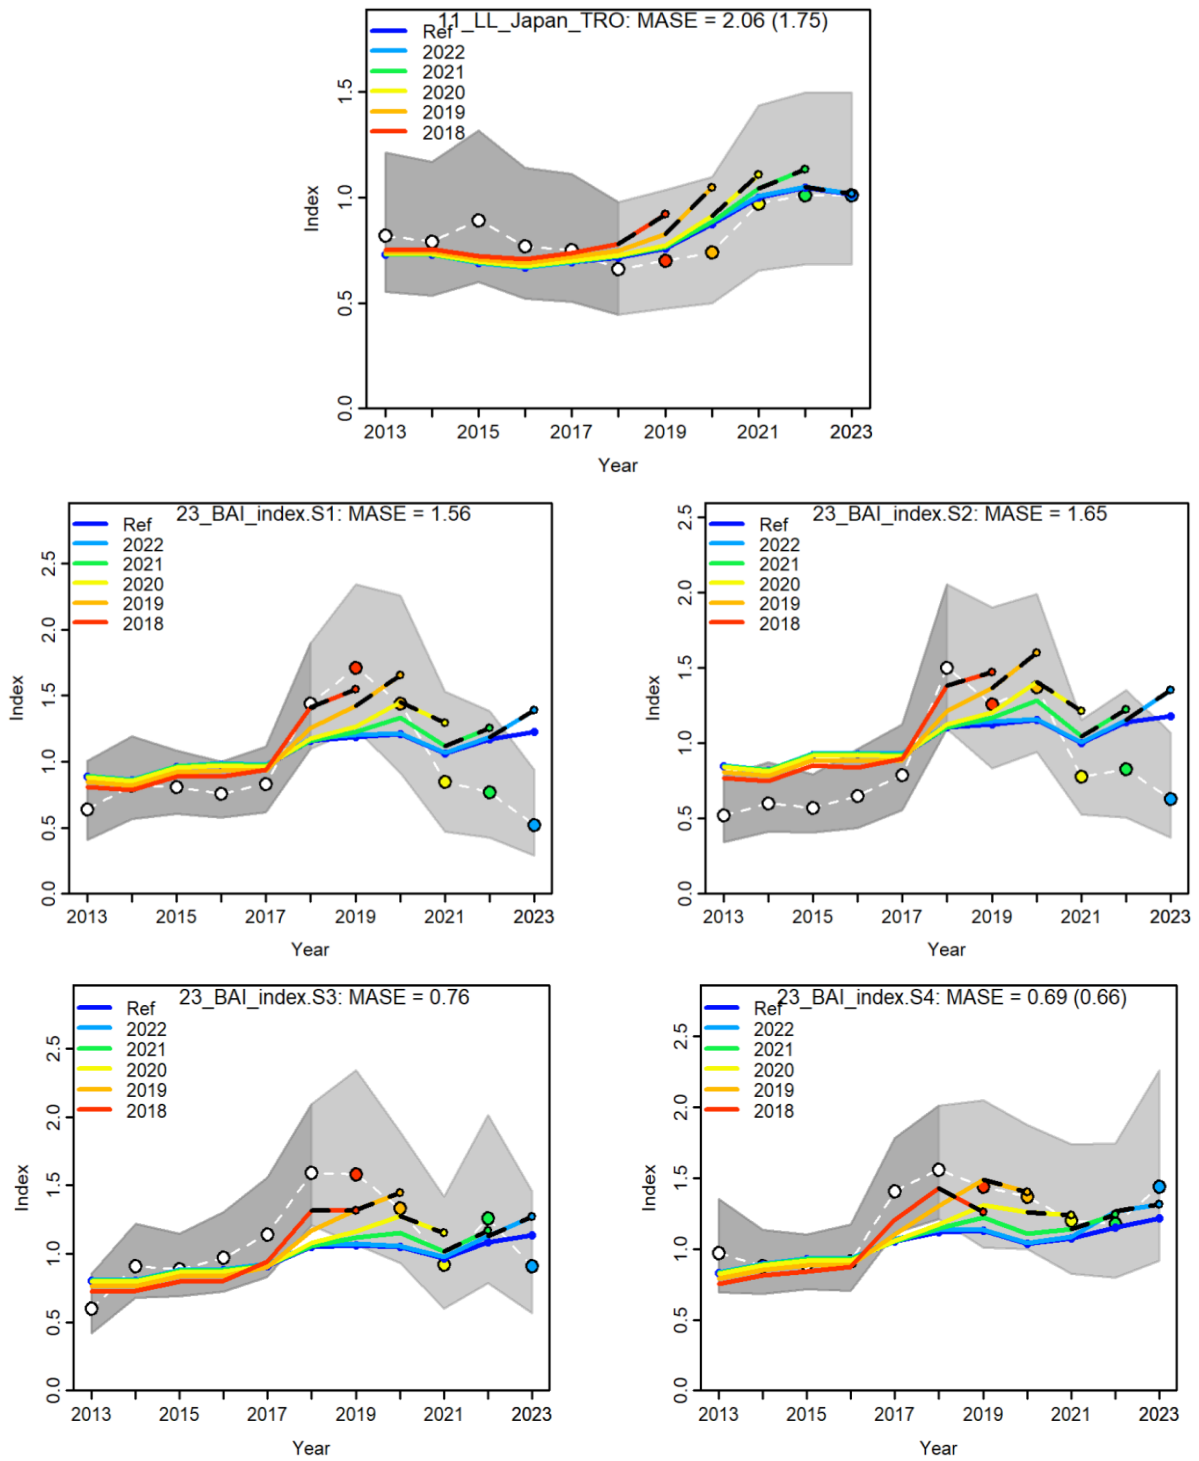 11_LL_Japan_TRO: MASE = 2.06 (1.75)
Ref
2022
2021
2020
2019
2018
Index
0.0 0.5 1.0 1.5
2013 2015 2017 2019 2021 2023
Year
23_BAI_index.S1: MASE = 1.56
Ref
2022
2021
2020
2019
2018
Index
0.0 0.5 1.0 1.5 2.0 2.5
2013 2015 2017 2019 2021 2023
Year
23_BAI_index.S2: MASE = 1.65
Ref
2022
2021
2020
2019
2018
Index
0.0 0.5 1.0 1.5 2.0 2.5
2013 2015 2017 2019 2021 2023
Year
23_BAI_index.S3: MASE = 0.76
Ref
2022
2021
2020
2019
2018
Index
0.0 0.5 1.0 1.5 2.0 2.5
2013 2015 2017 2019 2021 2023
Year
23_BAI_index.S4: MASE = 0.69 (0.66)
Ref
2022
2021
2020
2019
2018
Index
0.0 0.5 1.0 1.5 2.0 2.5
2013 2015 2017 2019 2021 2023
Year